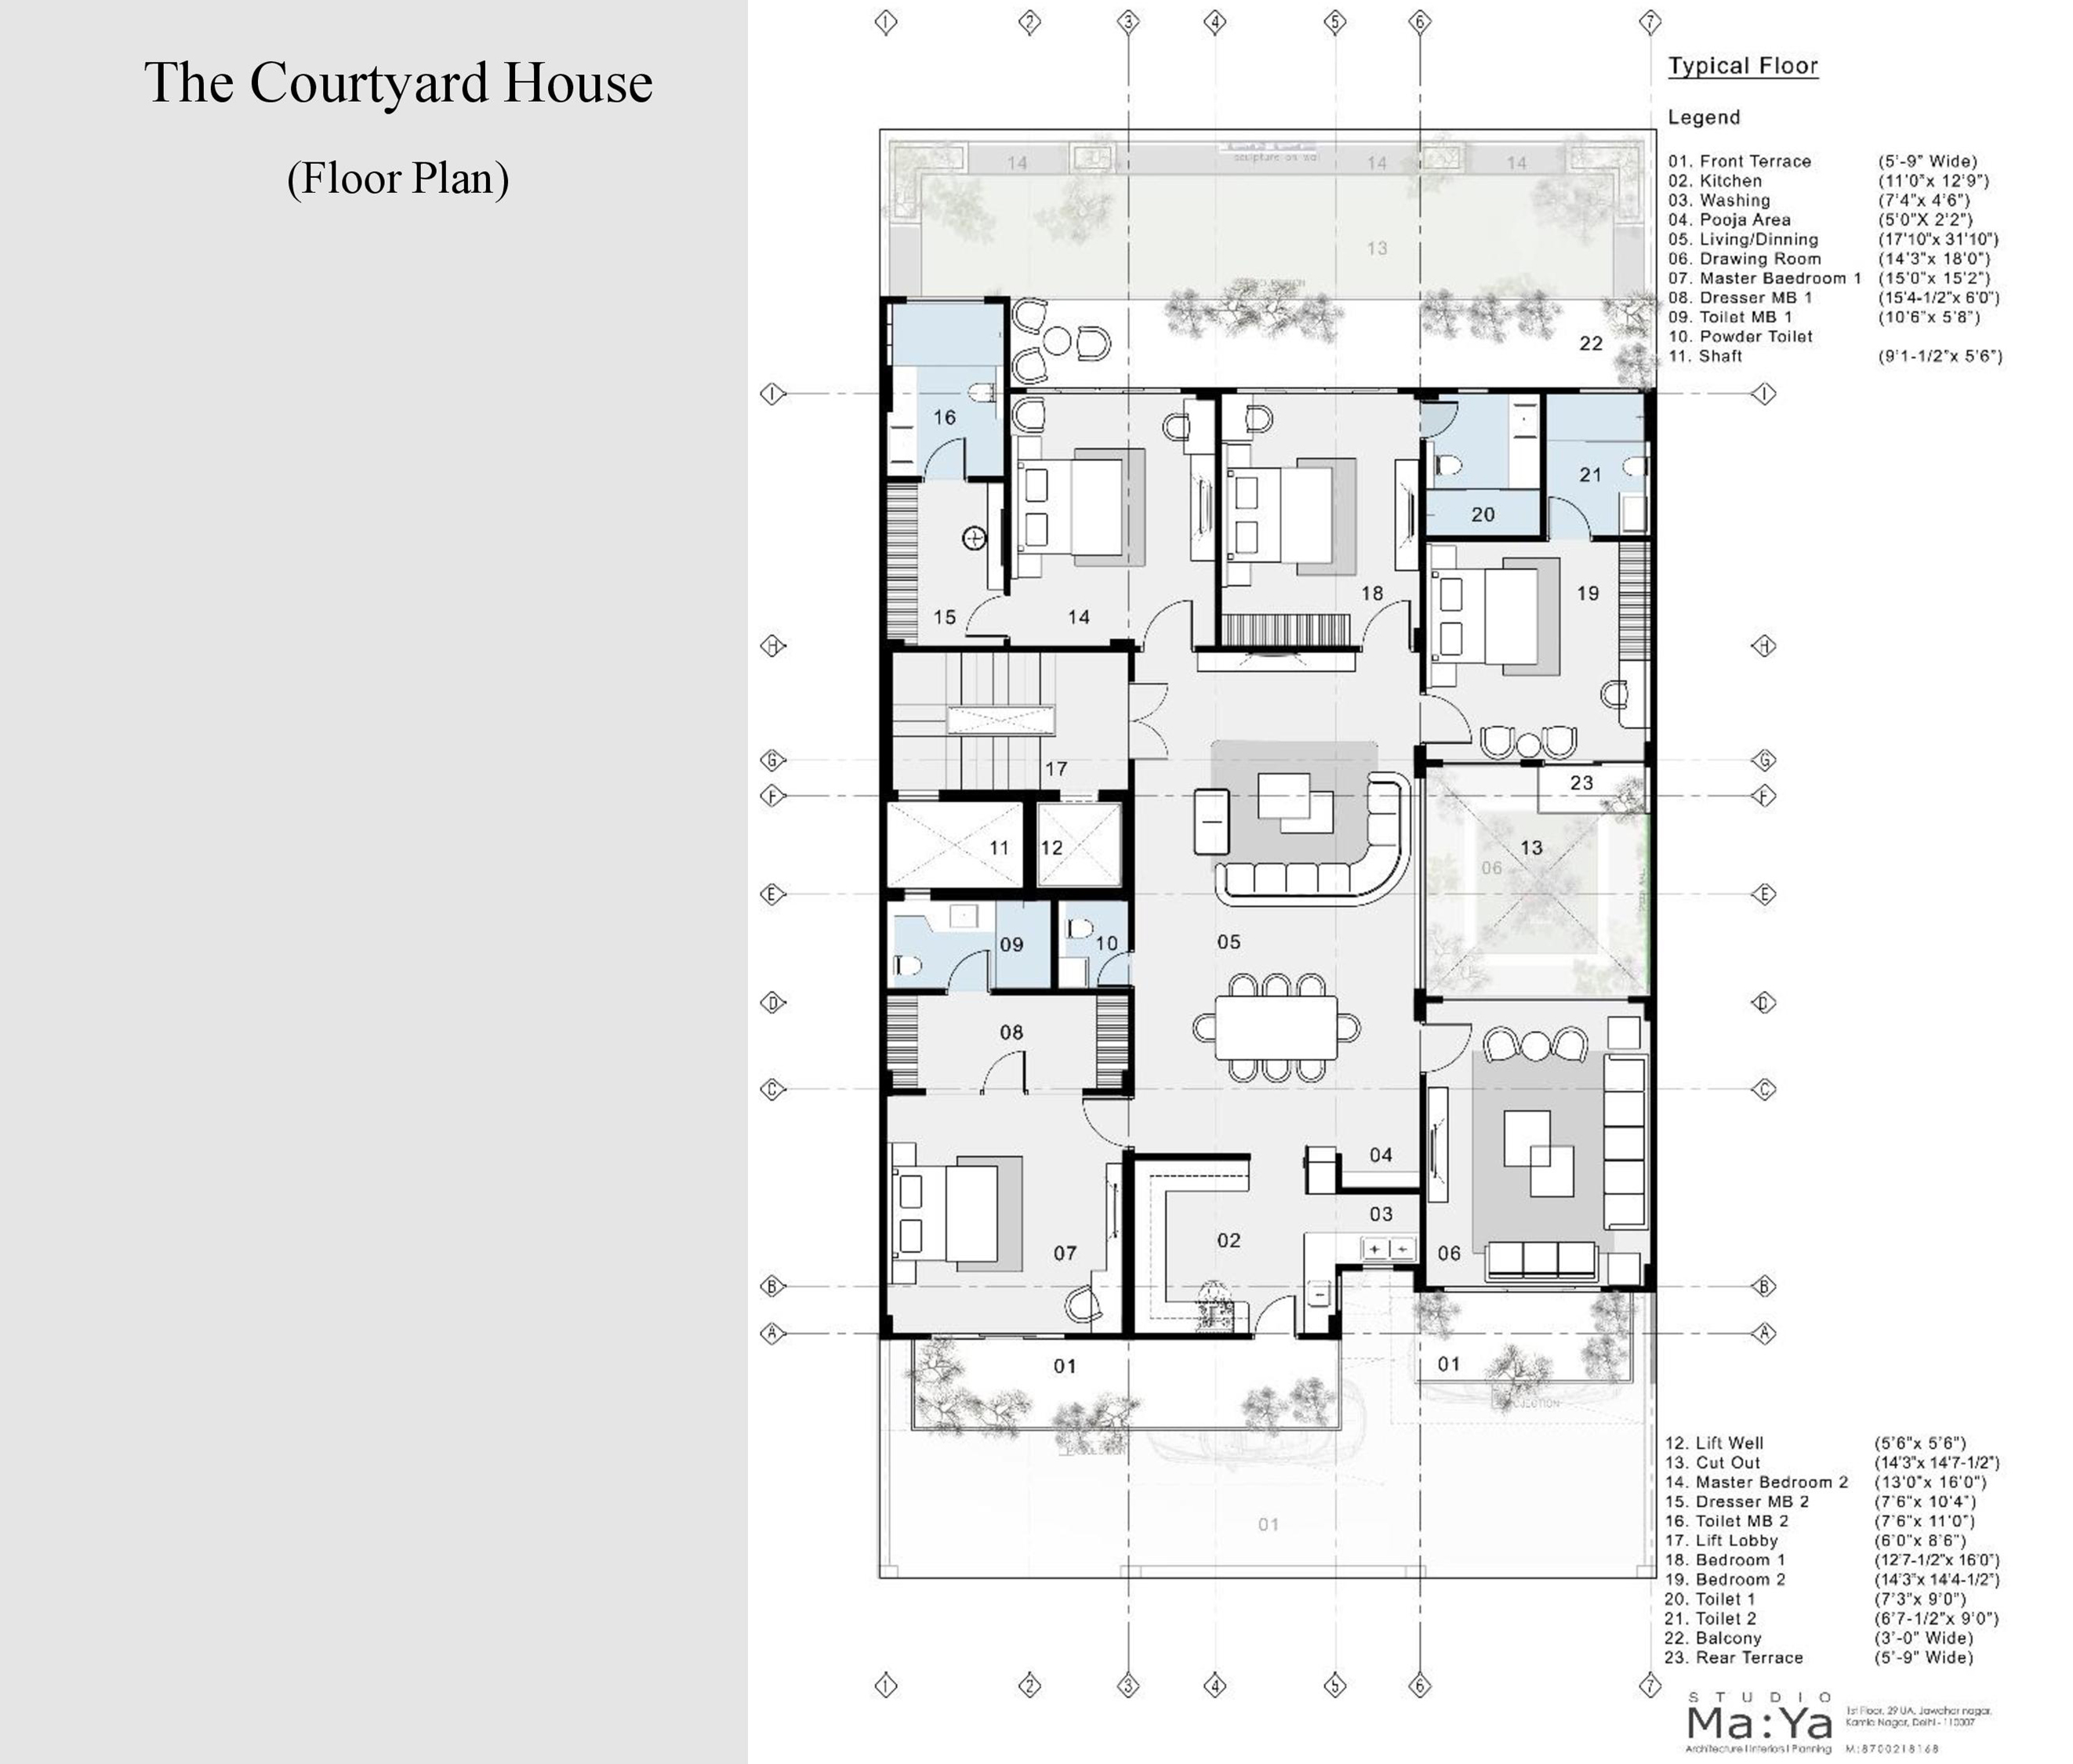 The Courtyard House
(Floor Plan)
1 2 3 4 5 6 7
Typical Floor
Legend
01. Front Terrace (5'-9" Wide)
02. Kitchen (11'0"x 12'9")
03. Washing (7'4"x 4'6")
04. Pooja Area (5'0"X 2'2")
05. Living/Dinning (17'10"x 31'10")
06. Drawing Room (14'3"x 18'0")
07. Master Baedroom 1 (15'0"x 15'2")
08. Dresser MB 1 (15'4-1/2"x 6'0")
09. Toilet MB 1 (10'6"x 5'8")
10. Powder Toilet
11. Shaft (9'1-1/2"x 5'6")
14 sculpture on wall 14 14
13
22
I I
16
21
20
19
18
15 14
H H
G G
17
23
F F
11 12 13
06
E E
05
09 10
D D
08
C C
04
03
02
07 06
B B
A A
01 01
01
12. Lift Well (5'6"x 5'6")
13. Cut Out (14'3"x 14'7-1/2")
14. Master Bedroom 2 (13'0"x 16'0")
15. Dresser MB 2 (7'6"x 10'4")
16. Toilet MB 2 (7'6"x 11'0")
17. Lift Lobby (6'0"x 8'6")
18. Bedroom 1 (12'7-1/2"x 16'0")
19. Bedroom 2 (14'3"x 14'4-1/2")
20. Toilet 1 (7'3"x 9'0")
21. Toilet 2 (6'7-1/2"x 9'0")
22. Balcony (3'-0" Wide)
23. Rear Terrace (5'-9" Wide)
1 2 3 4 5 6 7
STUDIO
Ma:Ya
Architecture I Interiors I Planning
1st Floor, 29 UA, Jawahar nagar,
Kamla Nagar, Delhi - 110007
M:8700218168